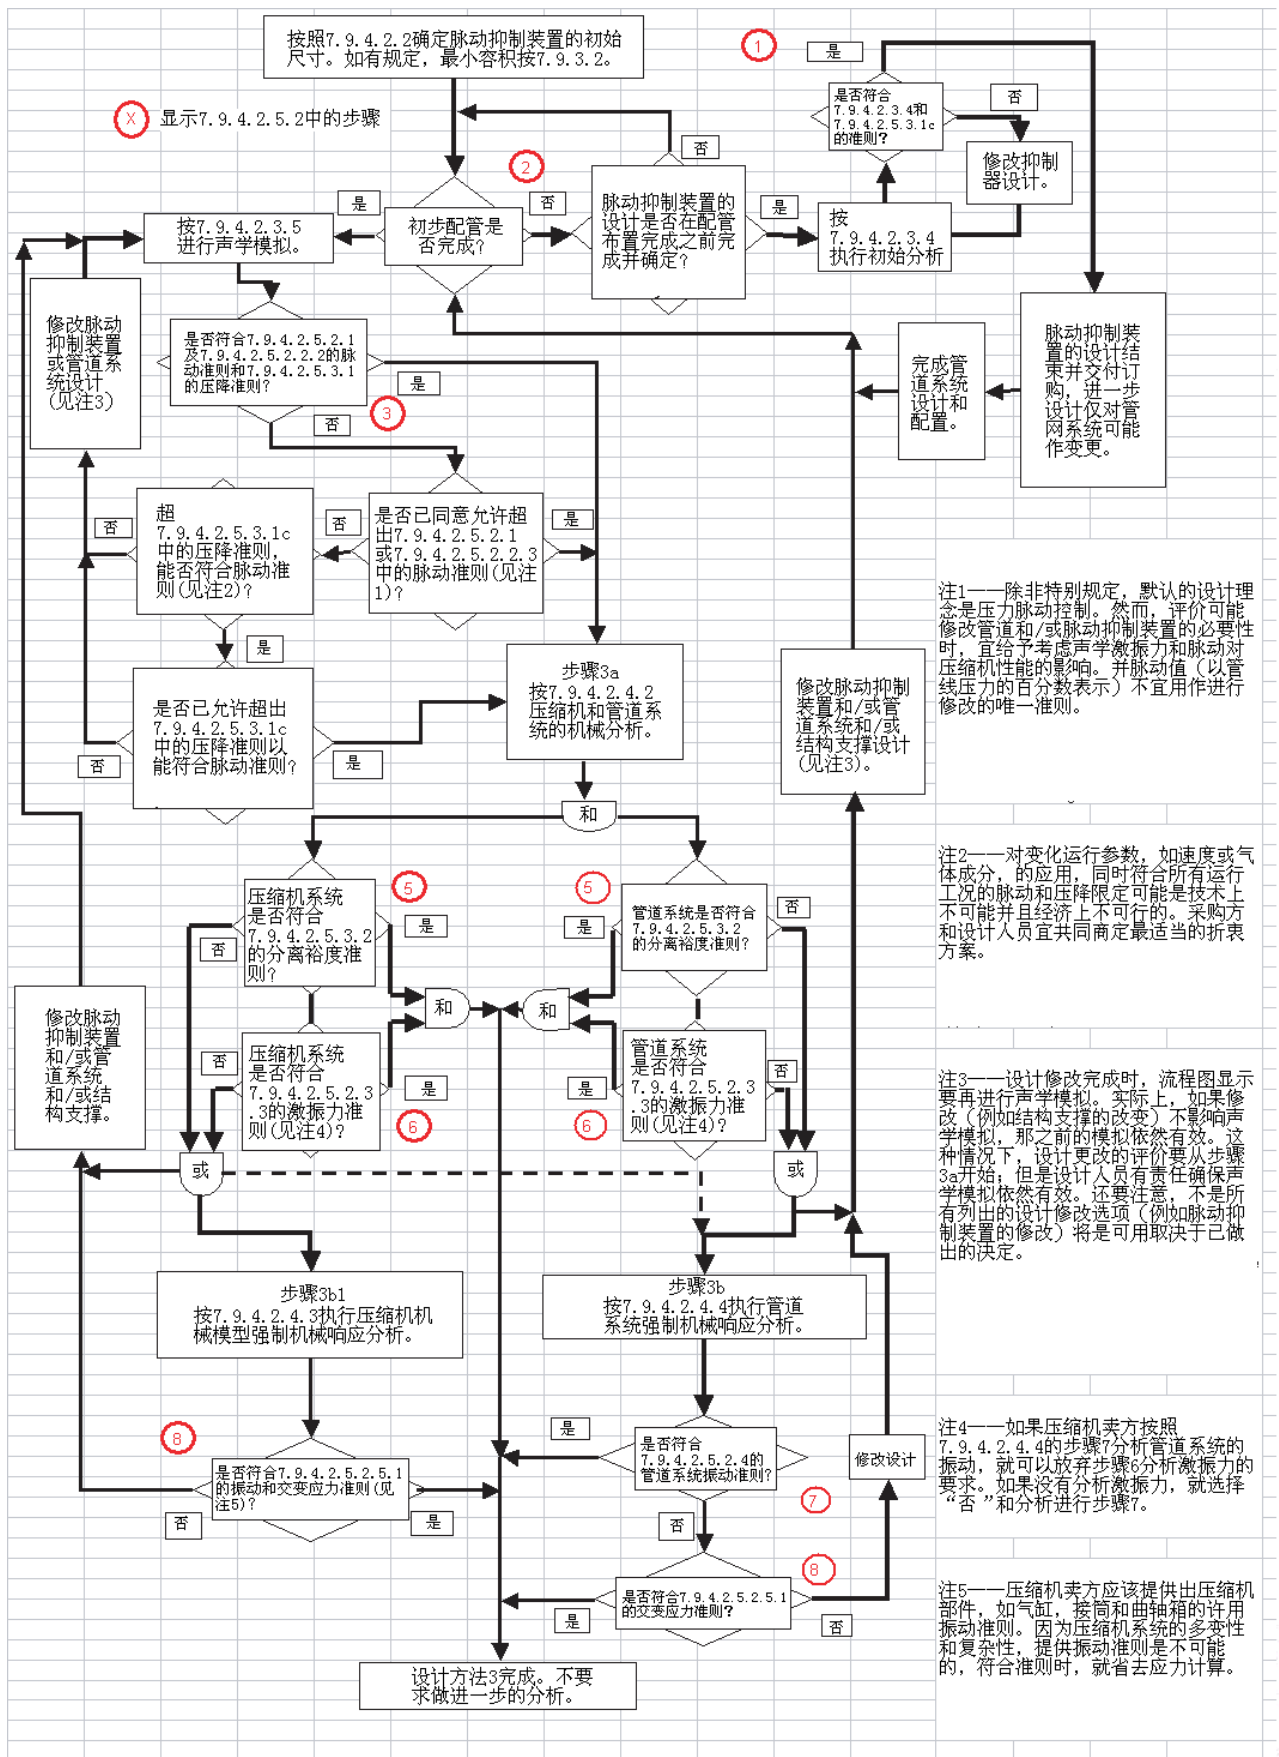 按照7.9.4.2.2确定脉动抑制装置的初始
尺寸。如有规定，最小容积按7.9.3.2。
1
是
是否符合
7.9.4.2.3.4和
7.9.4.2.5.3.1c
的准则？
否
X
显示7.9.4.2.5.2中的步骤
修改抑制
器设计。
2
否
是
初步配管是
否完成？
否
脉动抑制装置的
设计是否在配管
布置完成之前完
成并确定？
是
按
7.9.4.2.3.4
执行初始分析
按7.9.4.2.3.5
进行声学模拟。
修改脉动
抑制装置
或管道系
统设计
(见注3)
是否符合7.9.4.2.5.2.1
及7.9.4.2.5.2.2.2的脉
动准则和7.9.4.2.5.3.1
的压降准则？
是
3
否
完成管
道系统
设计和
配置。
脉动抑制装
置的设计结
束并交付订
购，进一步
设计仅对管
网系统可能
作变更。
否
超
7.9.4.2.5.3.1c
中的压降准则，
能否符合脉动准
则(见注2)？
否
是否已同意允许超
出7.9.4.2.5.2.1
或7.9.4.2.5.2.2.3
中的脉动准则(见注
1)？
是
是
是否已允许超出
7.9.4.2.5.3.1c
中的压降准则以
能符合脉动准则？
否
是
步骤3a
按7.9.4.2.4.2
压缩机和管道系
统的机械分析。
修改脉动抑制
装置和/或管
道系统和/或
结构支撑设计
(见注3)。
注1——除非特别规定，默认的设计理
念是压力脉动控制。然而，评价可能
修改管道和/或脉动抑制装置的必要性
时，宜给予考虑声学激振力和脉动对
压缩机性能的影响。并脉动值（以管
线压力的百分数表示）不宜用作进行
修改的唯一准则。
和
5
压缩机系统
是否符合
7.9.4.2.5.3.2
的分离裕度准
则？
否
是
5
管道系统是否符合
7.9.4.2.5.3.2
的分离裕度准则？
是
否
注2——对变化运行参数，如速度或气
体成分，的应用，同时符合所有运行
工况的脉动和压降限定可能是技术上
不可能并且经济上不可行的。采购方
和设计人员宜共同商定最适当的折衷
方案。
和
和
修改脉动
抑制装置
和/或管
道系统
和/或结
构支撑。
否
压缩机系统
是否符合
7.9.4.2.5.2.3
.3的激振力准
则(见注4)？
是
6
管道系统
是否符合
7.9.4.2.5.2.3
.3的激振力准
则(见注4)？
是
6
否
或
或
注3——设计修改完成时，流程图显示
要再进行声学模拟。实际上，如果修
改（例如结构支撑的改变）不影响声
学模拟，那之前的模拟依然有效。这
种情况下，设计更改的评价要从步骤
3a开始；但是设计人员有责任确保声
学模拟依然有效。还要注意，不是所
有列出的设计修改选项（例如脉动抑
制装置的修改）将是可用取决于已做
出的决定。
步骤3b1
按7.9.4.2.4.3执行压缩机机
械模型强制机械响应分析。
步骤3b
按7.9.4.2.4.4执行管道
系统强制机械响应分析。
8
是否符合7.9.4.2.5.2.5.1
的振动和交变应力准则(见
注5)？
否
是
是
是否符合
7.9.4.2.5.2.4的
管道系统振动准则？
7
否
修改设计
注4——如果压缩机卖方按照
7.9.4.2.4.4的步骤7分析管道系统的
振动，就可以放弃步骤6分析激振力的
要求。如果没有分析激振力，就选择
“否”和分析进行步骤7。
8
是否符合7.9.4.2.5.2.5.1
的交变应力准则？
是
否
注5——压缩机卖方应该提供出压缩机
部件，如气缸，接筒和曲轴箱的许用
振动准则。因为压缩机系统的多变性
和复杂性，提供振动准则是不可能
的，符合准则时，就省去应力计算。
设计方法3完成。不要
求做进一步的分析。